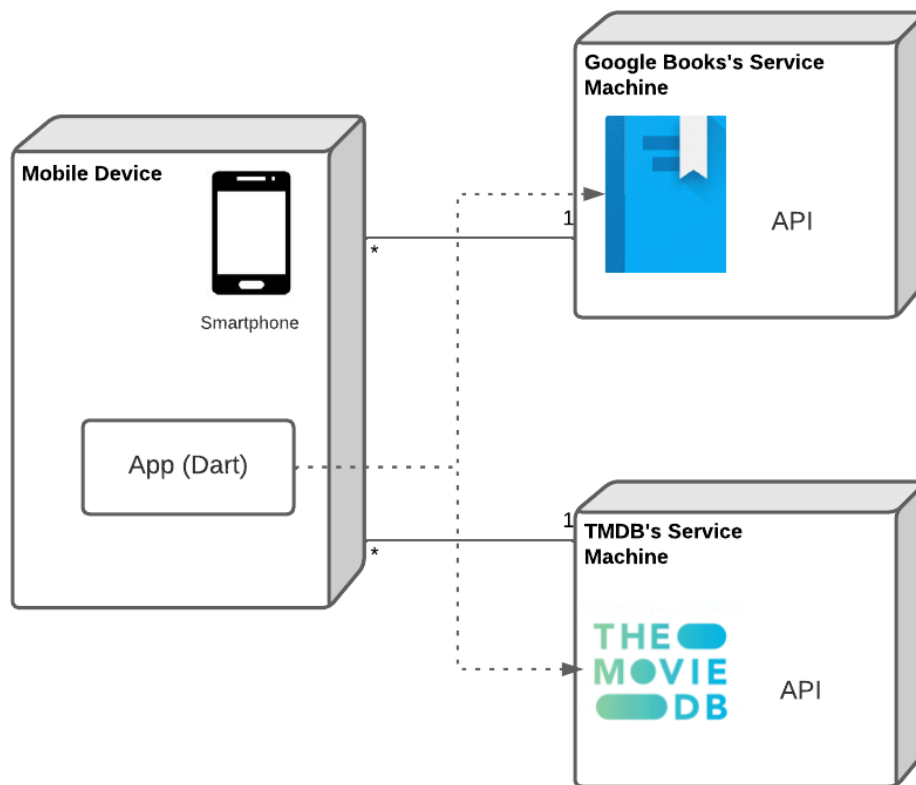 Google Books's Service
Machine
API
1
*
Mobile Device
Smartphone
App (Dart)
1
*
TMDB's Service
Machine
THE
MOVIE
DB
API